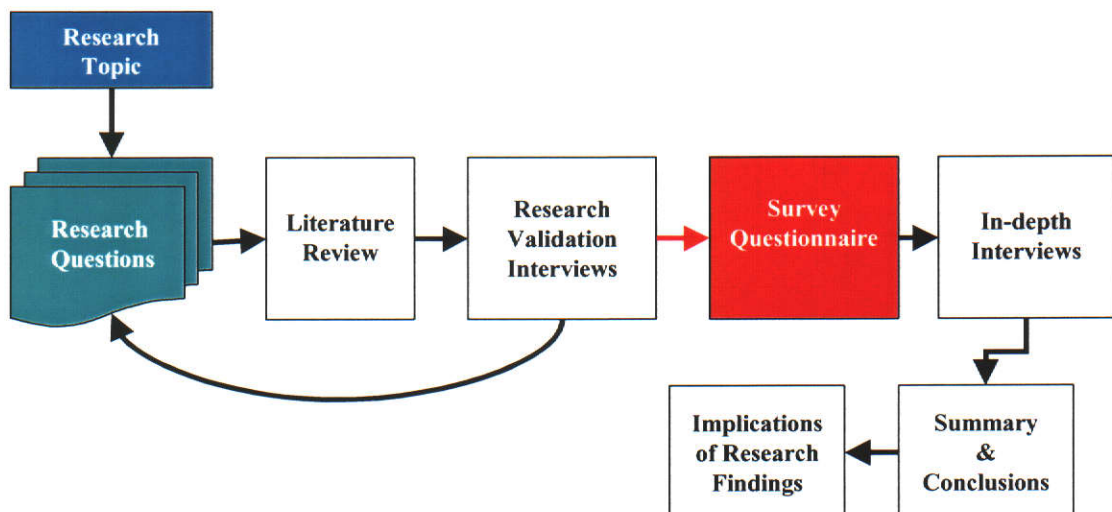 Research
Topic
Research
Questions
Literature
Review
Research
Validation
Interviews
Survey
Questionnaire
In-depth
Interviews
Implications
of Research
Findings
Summary
&
Conclusions